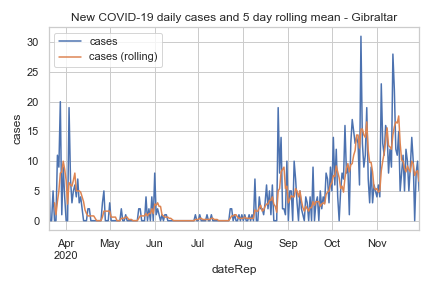 New COVID-19 daily cases and 5 day rolling mean - Gibraltar
cases
cases (rolling)
30
25
20
15
10
5
0
cases
Apr May Jun Jul Aug Sep Oct Nov
2020
dateRep